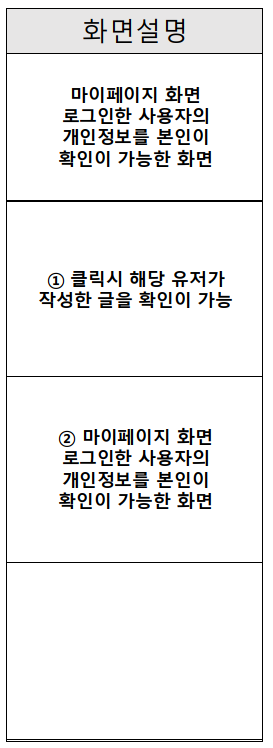 화면설명
마이페이지 화면
로그인한 사용자의
개인정보를 본인이
확인이 가능한 화면
① 클릭시 해당 유저가
작성한 글을 확인이 가능
② 마이페이지 화면
로그인한 사용자의
개인정보를 본인이
확인이 가능한 화면